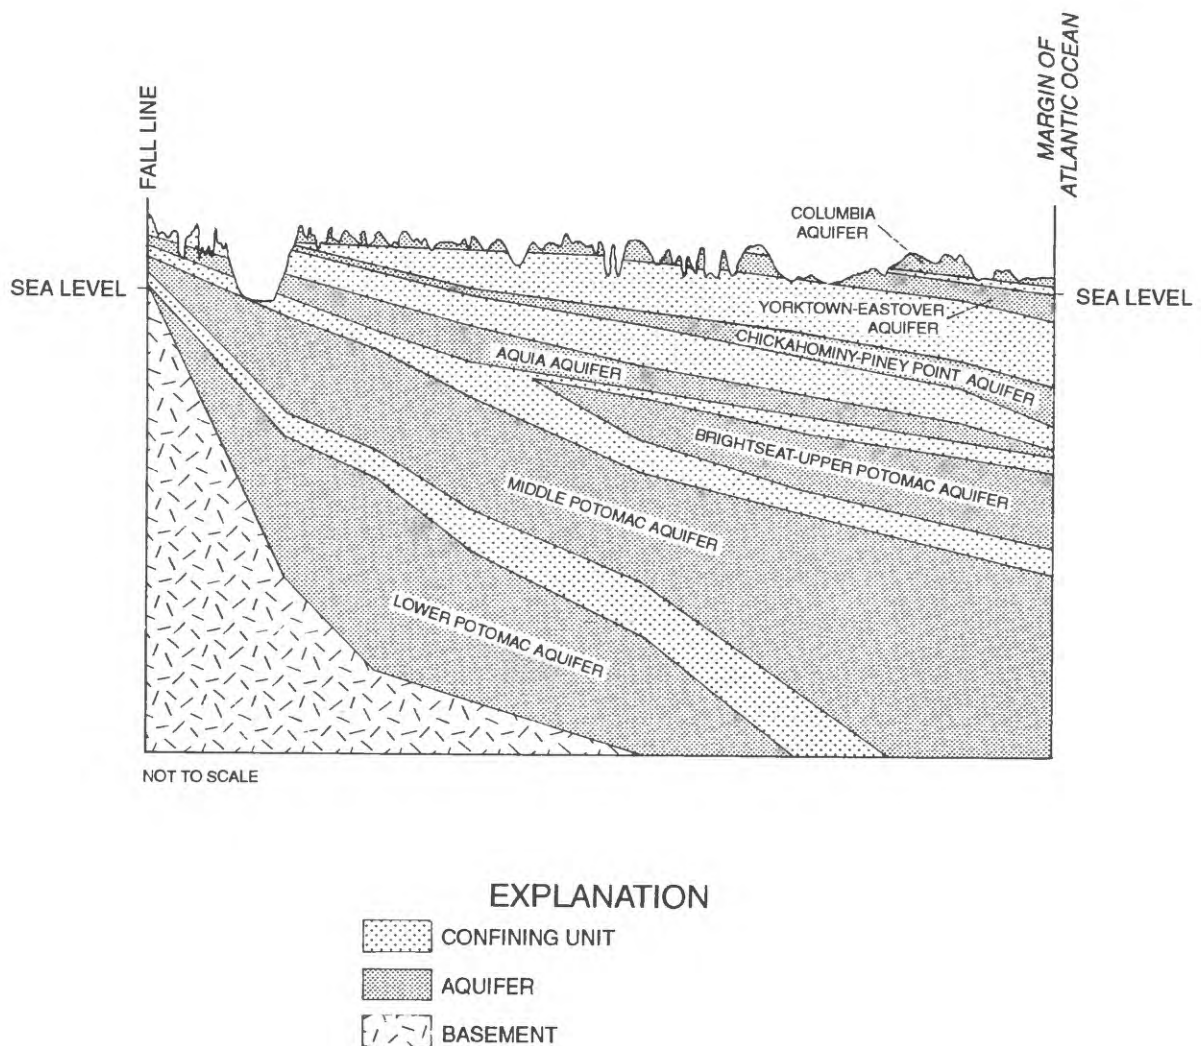 FALL LINE
MARGIN OF
ATLANTIC OCEAN
COLUMBIA
AQUIFER
SEA LEVEL
SEA LEVEL
YORKTOWN-EASTOVER
AQUIFER
CHICKAHOMINY-PINEY POINT AQUIFER
AQUIA AQUIFER
BRIGHTSEAT-UPPER POTOMAC AQUIFER
MIDDLE POTOMAC AQUIFER
LOWER POTOMAC AQUIFER
NOT TO SCALE
EXPLANATION
CONFINING UNIT
AQUIFER
BASEMENT